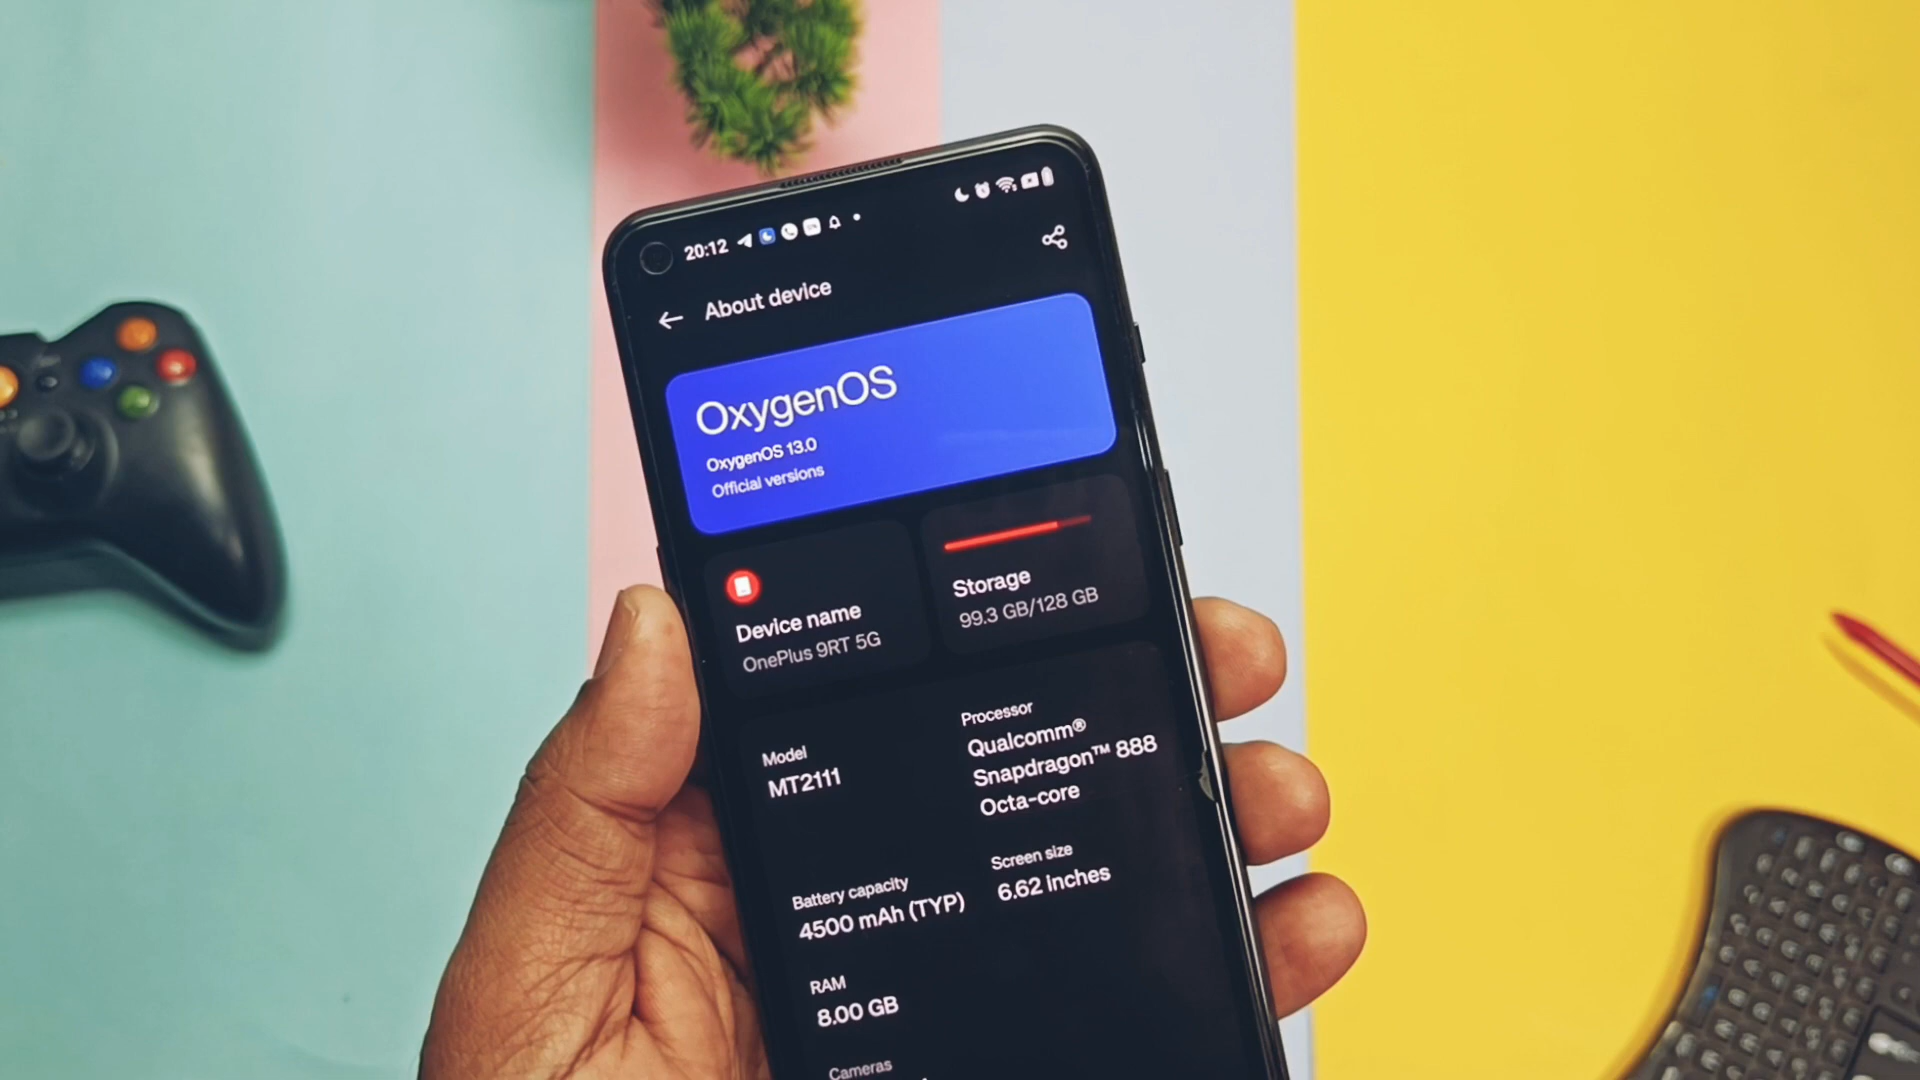 20:12
About device
OxygenOS
OxygenOS 13.0
Official versions
Device name
OnePlus 9RT 5G
Storage
99.3 GB/128 GB
Model
MT2111
Processor
Qualcomm®
Snapdragon™ 888
Octa-core
Battery capacity
4500 mAh (TYP)
Screen size
6.62 inches
RAM
8.00 GB
Cameras